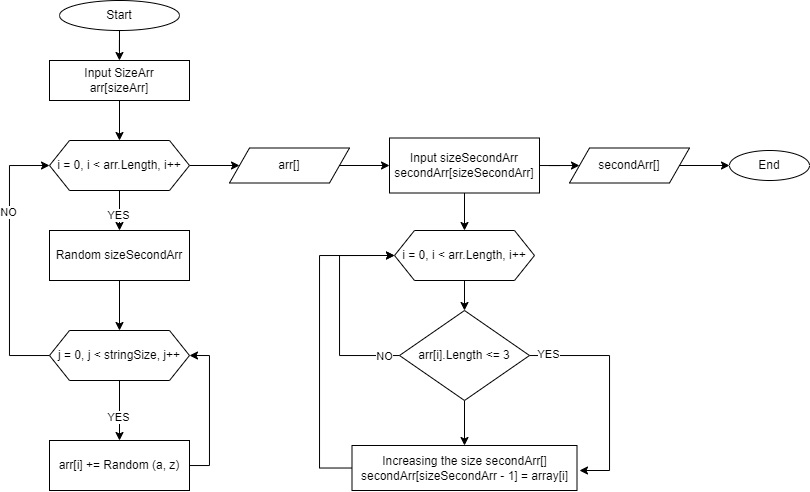 Start
Input SizeArr
arr[sizeArr]
i = 0, i < arr.Length, i++
NO
YES
Random sizeSecondArr
j = 0, j < stringSize, j++
YES
arr[i] += Random (a, z)
arr[]
Input sizeSecondArr
secondArr[sizeSecondArr]
secondArr[]
End
i = 0, i < arr.Length, i++
arr[i].Length <= 3
NO
YES
Increasing the size secondArr[]
secondArr[sizeSecondArr - 1] = array[i]